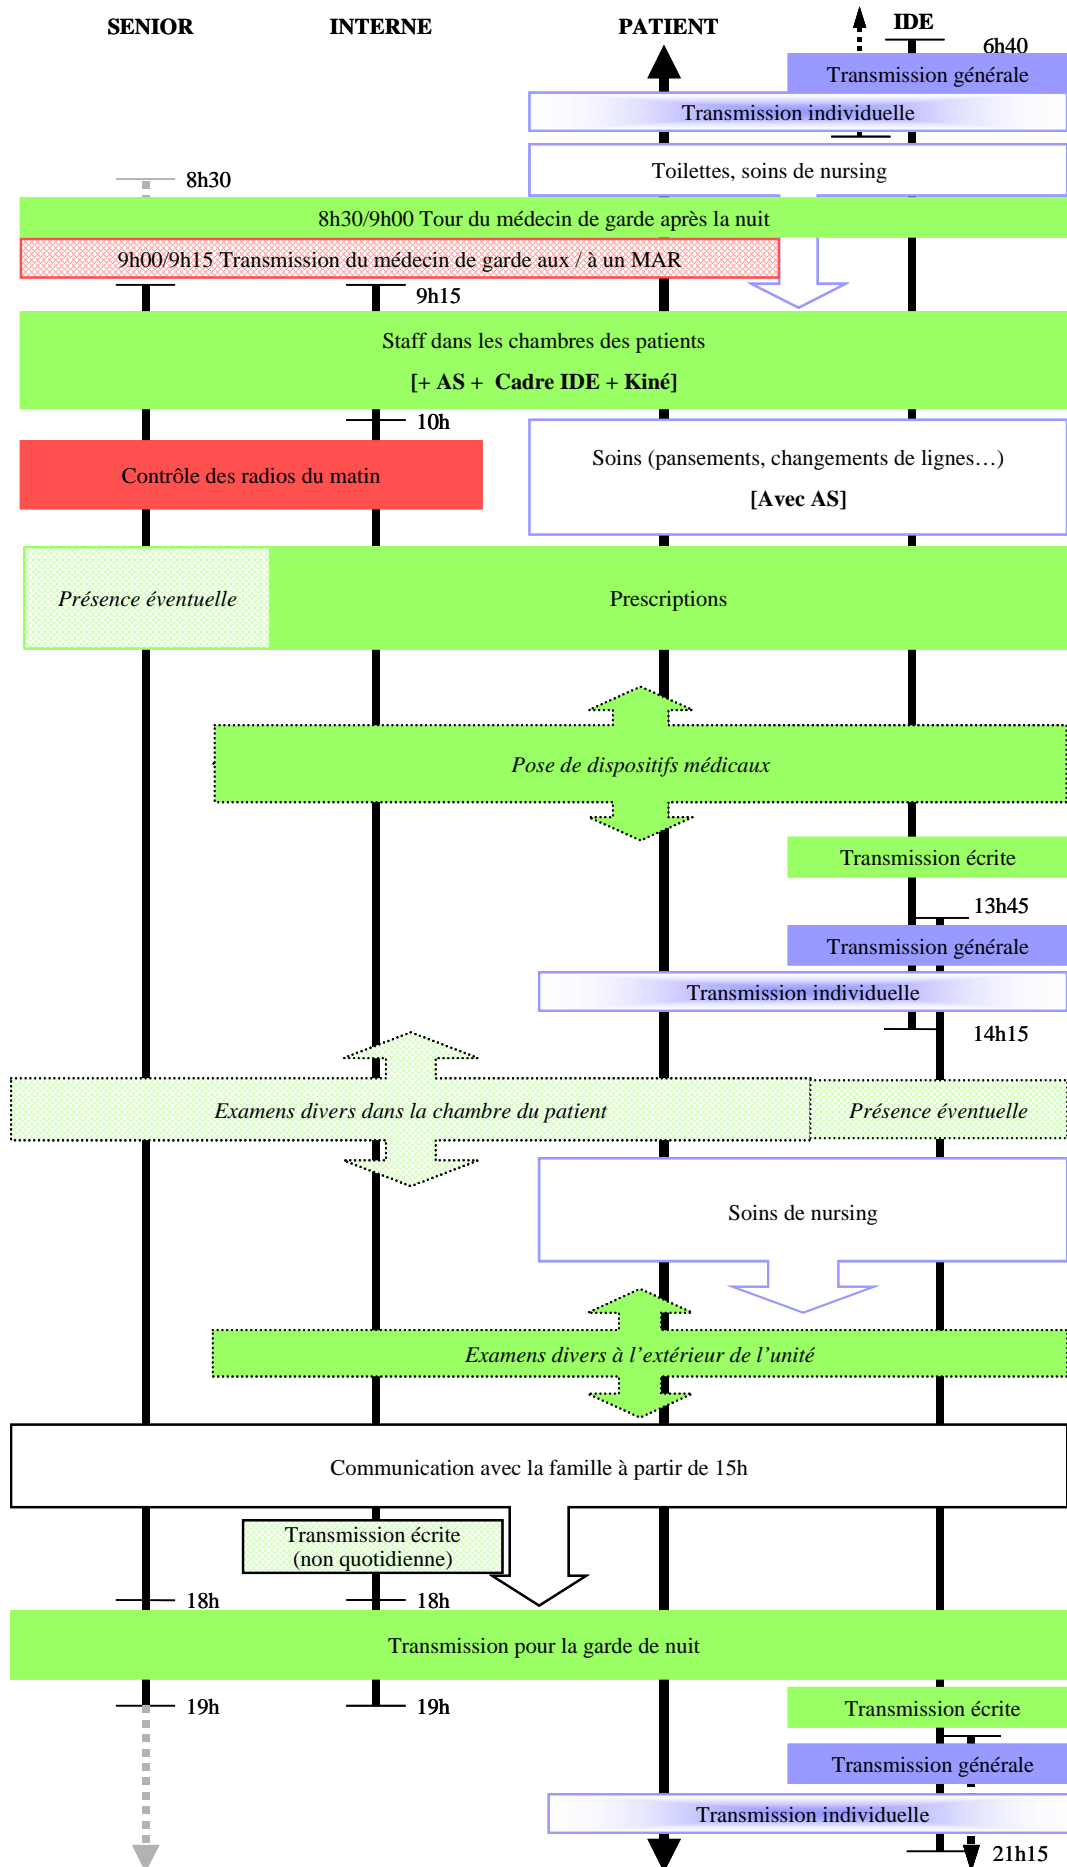 SENIOR
INTERNE
PATIENT
IDE
6h40
Transmission générale
Transmission individuelle
Toilettes, soins de nursing
8h30
8h30/9h00 Tour du médecin de garde après la nuit
9h00/9h15 Transmission du médecin de garde aux / à un MAR
9h15
Staff dans les chambres des patients
[+ AS + Cadre IDE + Kiné]
10h
Contrôle des radios du matin
Soins (pansements, changements de lignes…)
[Avec AS]
Présence éventuelle
Prescriptions
Pose de dispositifs médicaux
Transmission écrite
13h45
Transmission générale
Transmission individuelle
14h15
Examens divers dans la chambre du patient
Présence éventuelle
Soins de nursing
Examens divers à l’extérieur de l’unité
Communication avec la famille à partir de 15h
Transmission écrite
(non quotidienne)
18h
18h
Transmission pour la garde de nuit
19h
19h
Transmission écrite
Transmission générale
Transmission individuelle
21h15